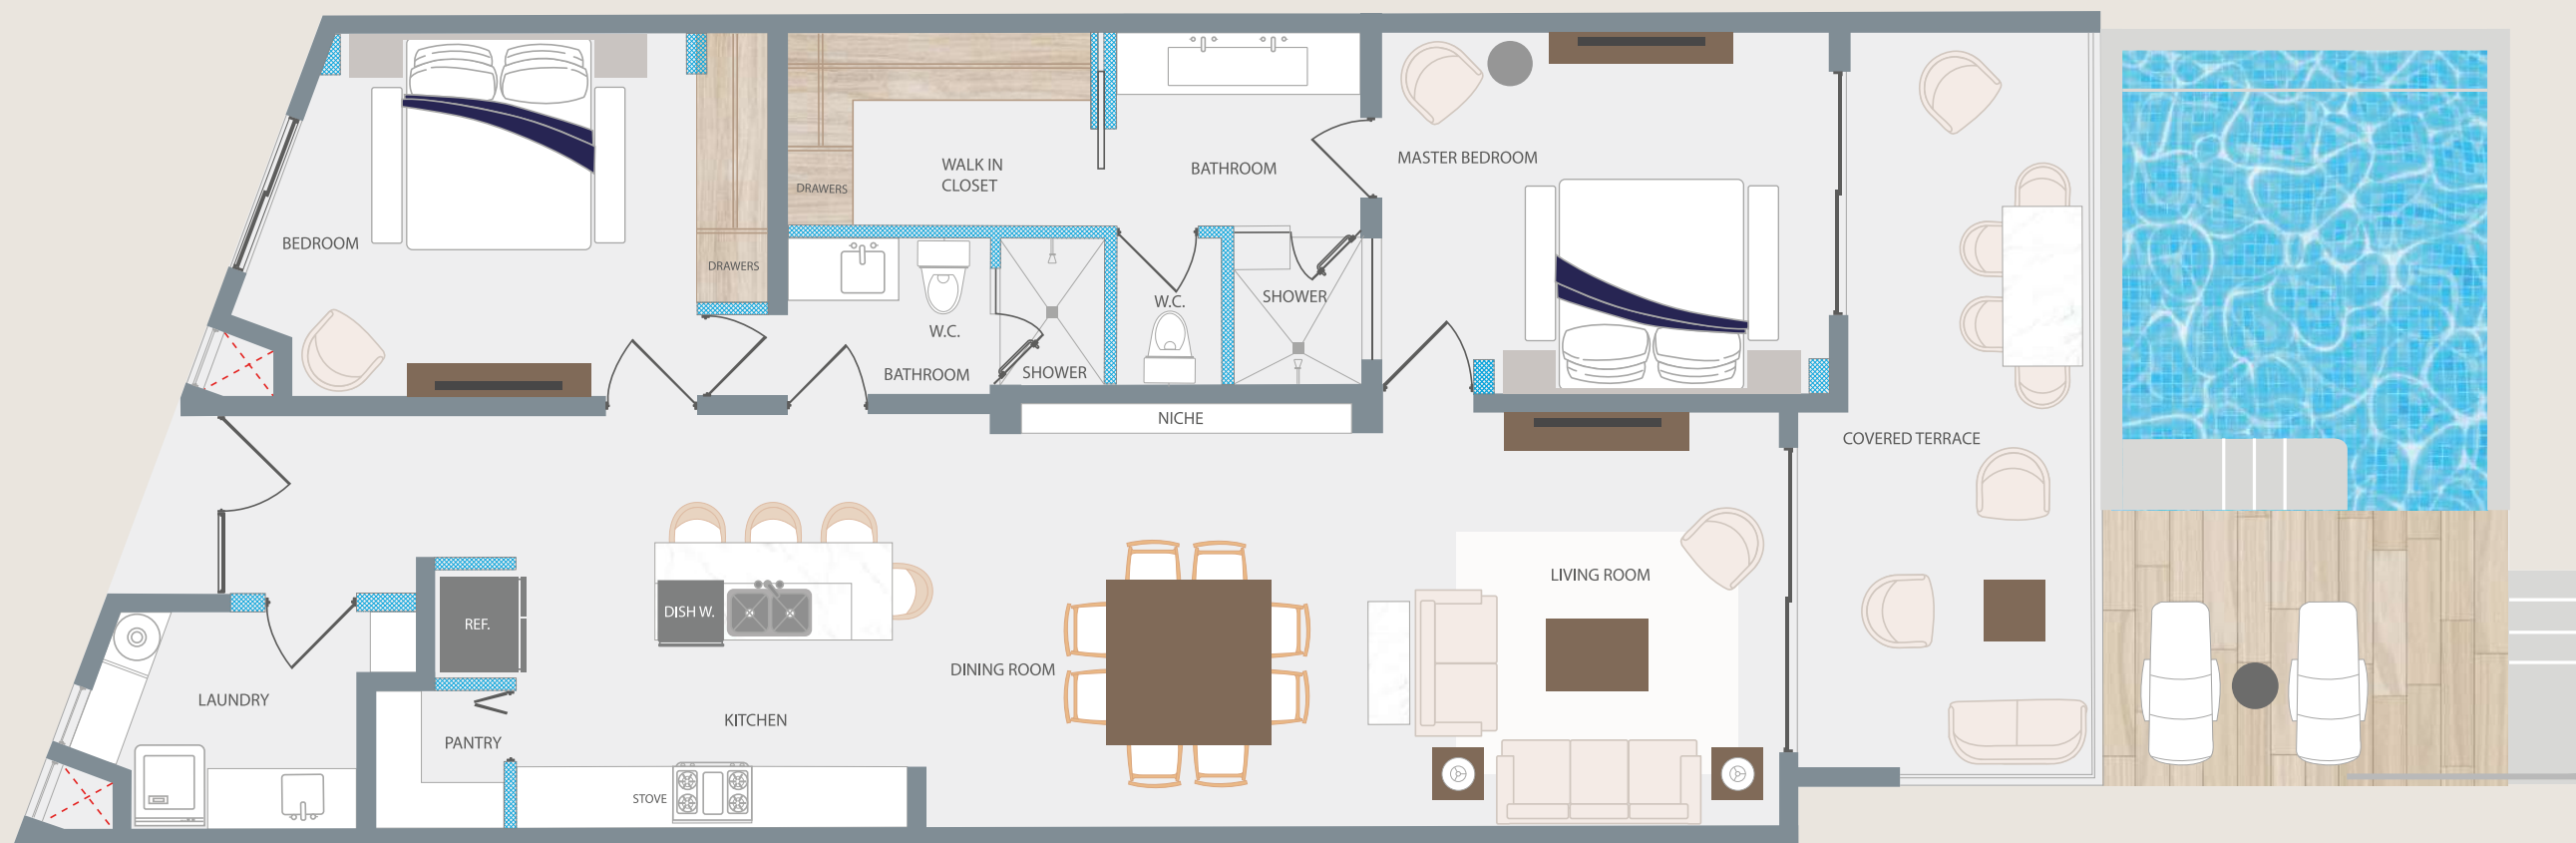 WALK IN
CLOSET
DRAWERS
BATHROOM
MASTER BEDROOM
BEDROOM
DRAWERS
W.C.
BATHROOM
SHOWER
W.C.
SHOWER
NICHE
COVERED TERRACE
LIVING ROOM
DISH W.
REF.
DINING ROOM
LAUNDRY
KITCHEN
PANTRY
STOVE